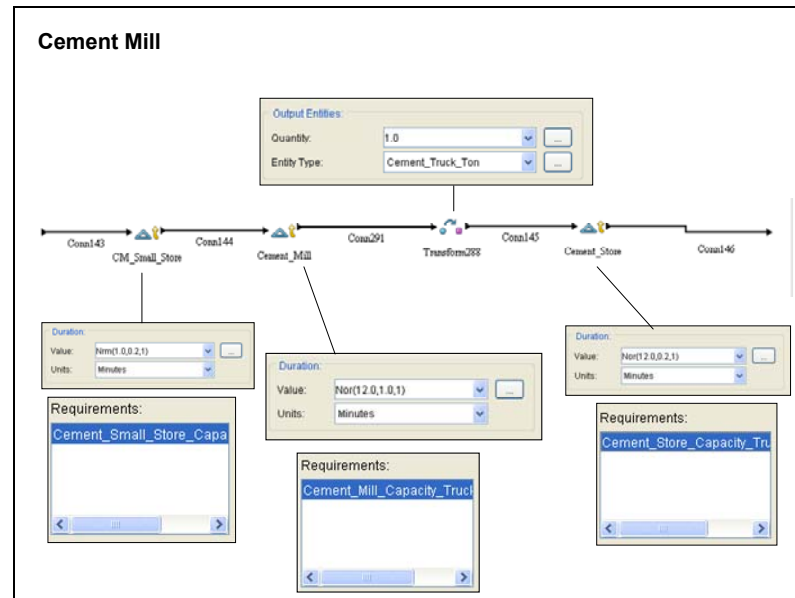 Cement Mill
Output Entities:
Quantity: 1.0 ...
Entity Type: Cement_Truck_Ton ...
Conn143 CM_Small_Store Conn144 Cement_Mill Conn291 Transform288 Conn145 Cement_Store Conn146
Duration:
Value: Nrm(1.0,0.2,1) ...
Units: Minutes
Requirements:
Cement_Small_Store_Capa
Duration:
Value: Nor(12.0,1.0,1) ...
Units: Minutes
Requirements:
Cement_Mill_Capacity_Truck
Duration:
Value: Nor(12.0,0.2,1) ...
Units: Minutes
Requirements:
Cement_Store_Capacity_Tru